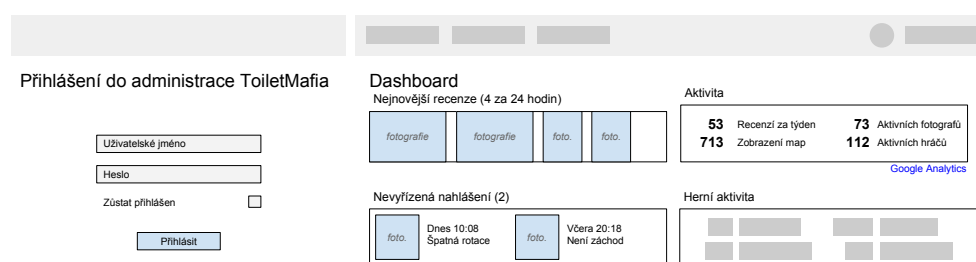 Přihlášení do administrace ToiletMafia
Uživatelské jméno
Heslo
Zůstat přihlášen
Přihlásit
Dashboard
Nejnovější recenze (4 za 24 hodin)
fotografie fotografie foto. foto.
Aktivita
53 Recenzí za týden 73 Aktivních fotografů
713 Zobrazení map 112 Aktivních hráčů
Google Analytics
Nevyřízená nahlášení (2)
foto. Dnes 10:08 foto. Včera 20:18
Špatná rotace Není záchod
Herní aktivita